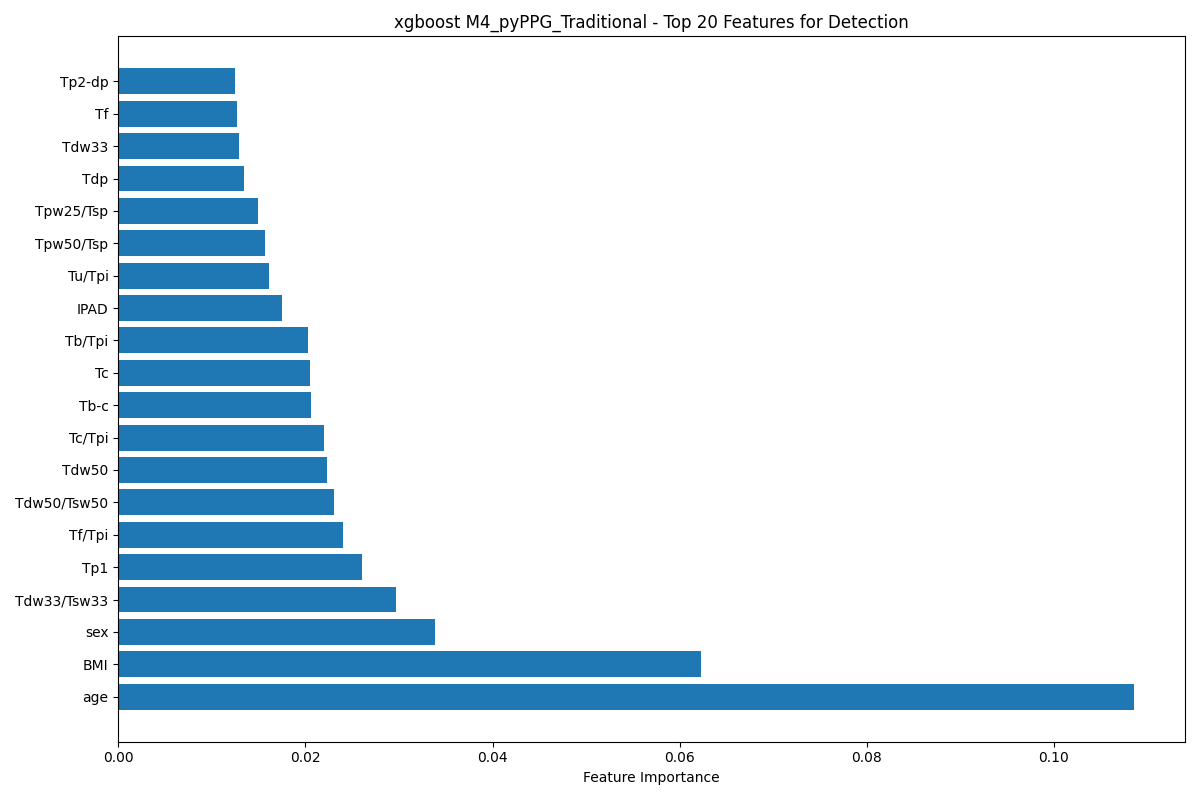 xgboost M4_pyPPG_Traditional - Top 20 Features for Detection
Tp2-dp
Tf
Tdw33
Tdp
Tpw25/Tsp
Tpw50/Tsp
Tu/Tpi
IPAD
Tb/Tpi
Tc
Tb-c
Tc/Tpi
Tdw50
Tdw50/Tsw50
Tf/Tpi
Tp1
Tdw33/Tsw33
sex
BMI
age
0.00 0.02 0.04 0.06 0.08 0.10
Feature Importance